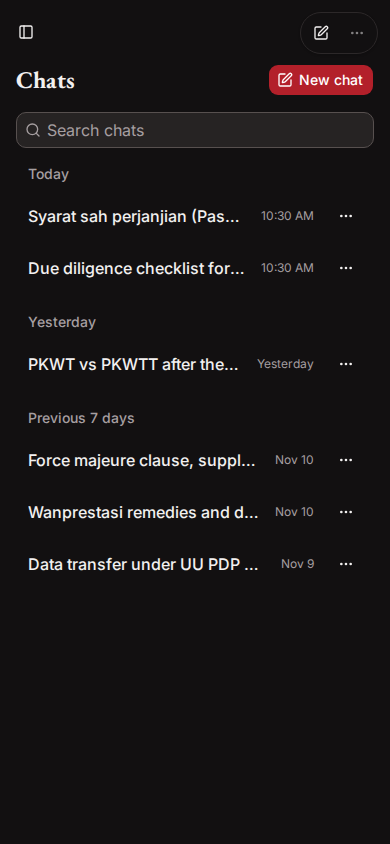 Chats
New chat
Search chats
Today
Syarat sah perjanjian (Pas... 10:30 AM
Due diligence checklist for... 10:30 AM
Yesterday
PKWT vs PKWTT after the... Yesterday
Previous 7 days
Force majeure clause, suppl... Nov 10
Wanprestasi remedies and d... Nov 10
Data transfer under UU PDP ... Nov 9